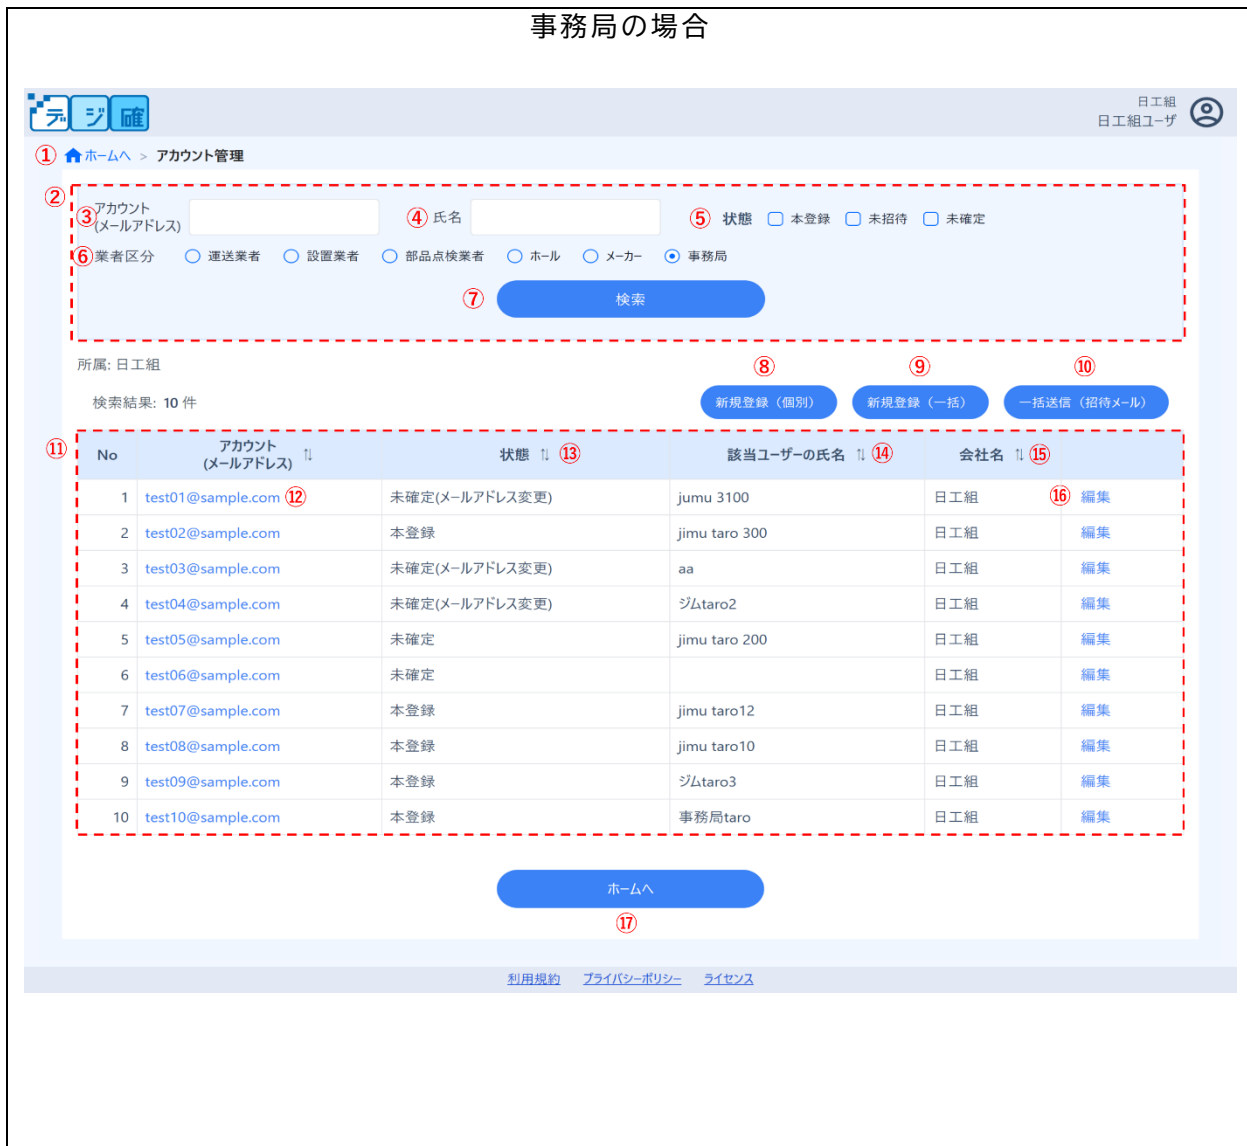 事務局の場合
デジ確
日工組
日工組ユーザ
① ホームへ > アカウント管理
②
③ アカウント
(メールアドレス)
④ 氏名
⑤ 状態 本登録 未招待 未確定
⑥ 業者区分 運送業者 設置業者 部品点検業者 ホール メーカー 事務局
⑦ 検索
所属: 日工組
⑧ ⑨ ⑩
検索結果: 10 件 新規登録（個別） 新規登録（一括） 一括送信（招待メール）
⑪ No アカウント
(メールアドレス) ⇅ 状態 ⇅ ⑬ 該当ユーザーの氏名 ⇅ ⑭ 会社名 ⇅ ⑮
1 test01@sample.com ⑫ 未確定(メールアドレス変更) jumu 3100 日工組 ⑯ 編集
2 test02@sample.com 本登録 jimu taro 300 日工組 編集
3 test03@sample.com 未確定(メールアドレス変更) aa 日工組 編集
4 test04@sample.com 未確定(メールアドレス変更) ジムtaro2 日工組 編集
5 test05@sample.com 未確定 jimu taro 200 日工組 編集
6 test06@sample.com 未確定 日工組 編集
7 test07@sample.com 本登録 jimu taro12 日工組 編集
8 test08@sample.com 本登録 jimu taro10 日工組 編集
9 test09@sample.com 本登録 ジムtaro3 日工組 編集
10 test10@sample.com 本登録 事務局taro 日工組 編集
ホームへ
⑰
利用規約 プライバシーポリシー ライセンス